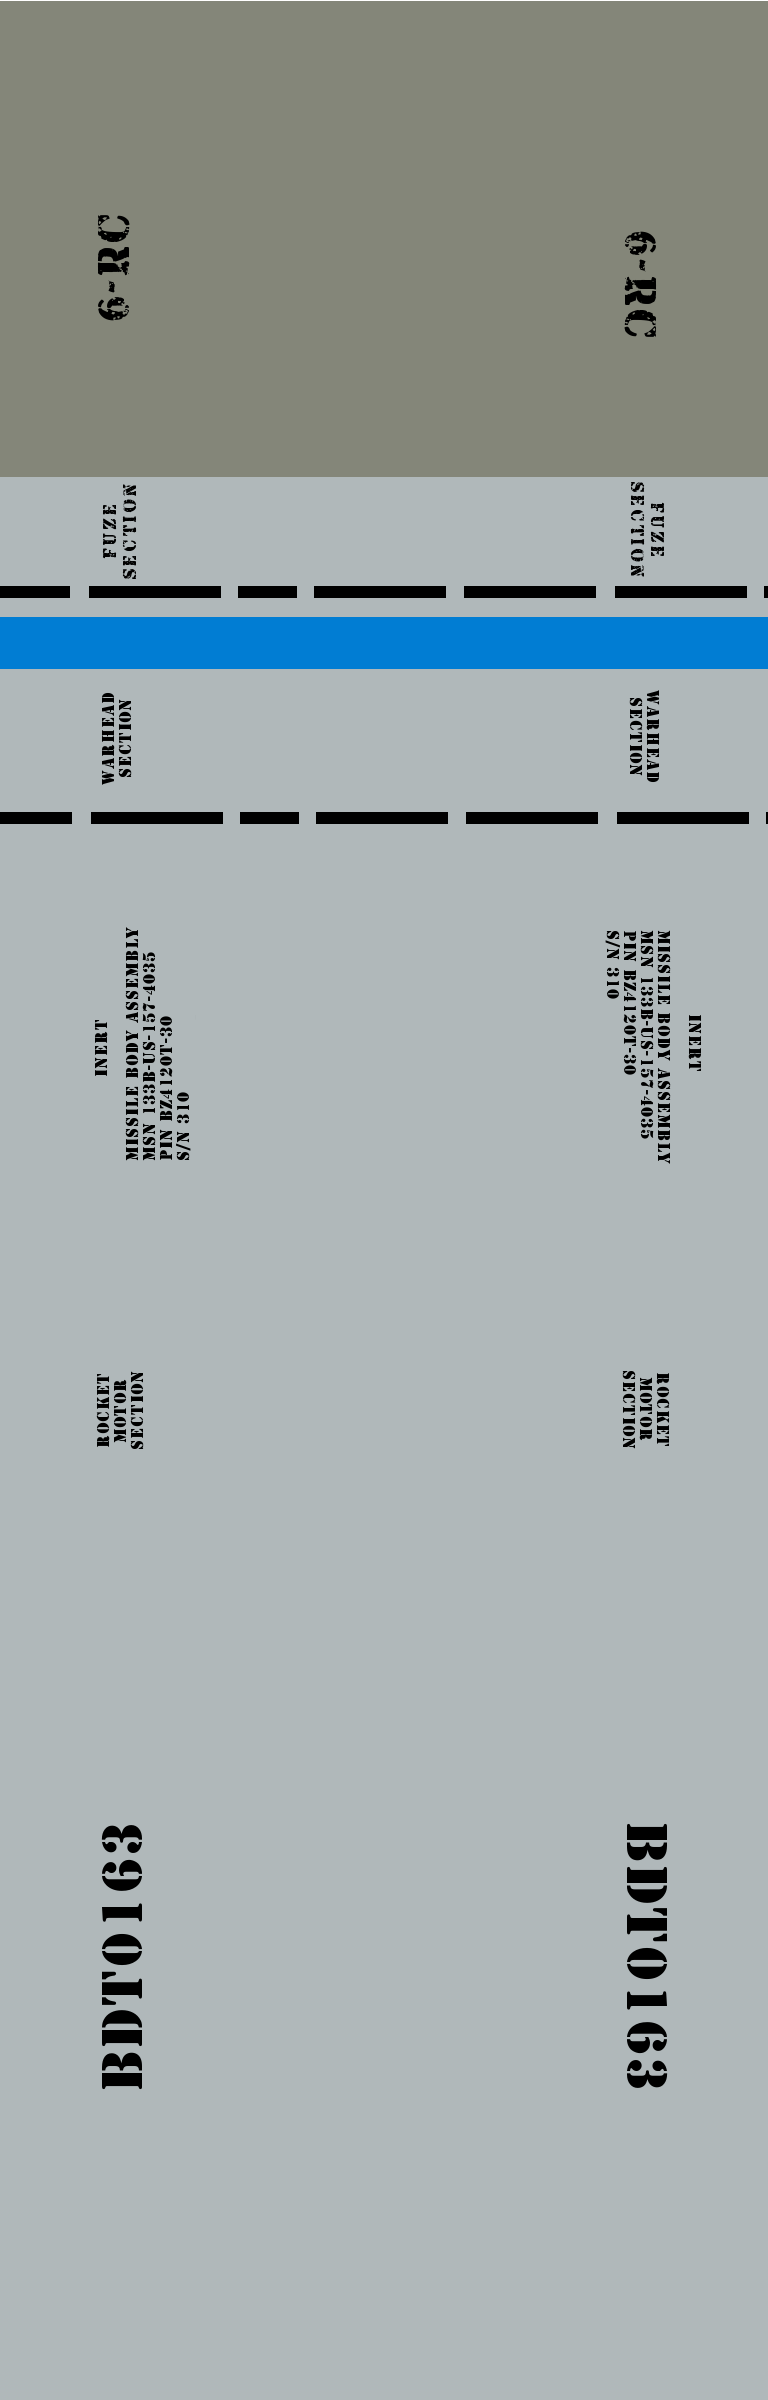 6-RC
6-RC
FUZE
SECTION
FUZE
SECTION
WARHEAD
SECTION
WARHEAD
SECTION
INERT
MISSILE BODY ASSEMBLY
MSN 133B-US-157-4035
PIN BZ4120T-30
S/N 310
INERT
MISSILE BODY ASSEMBLY
MSN 133B-US-157-4035
PIN BZ4120T-30
S/N 310
ROCKET
MOTOR
SECTION
ROCKET
MOTOR
SECTION
BDTO163
BDTO163